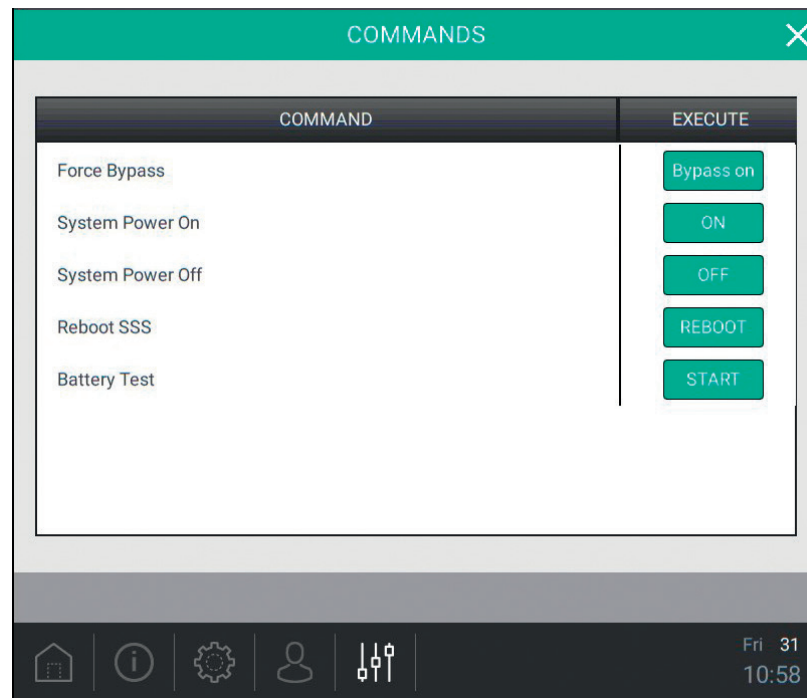 COMMANDS
COMMAND EXECUTE
Force Bypass Bypass on
System Power On ON
System Power Off OFF
Reboot SSS REBOOT
Battery Test START
Fri 31
10:58